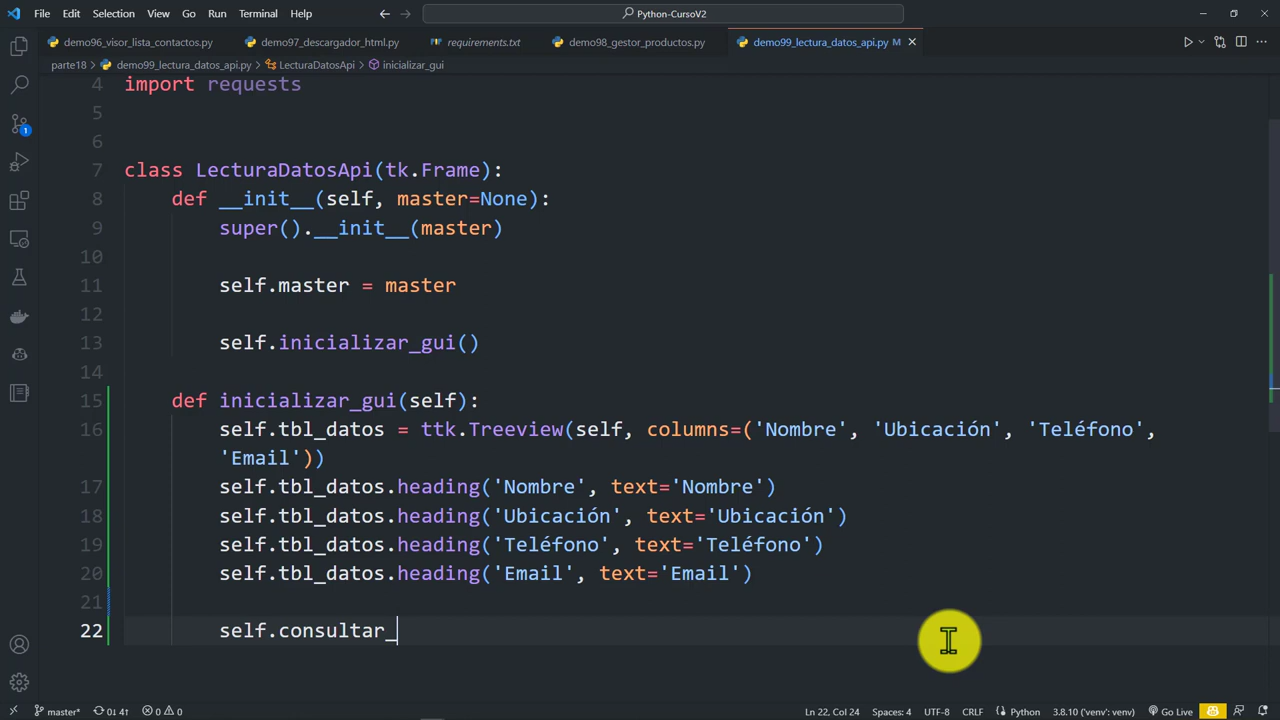 File Edit Selection View Go Run Terminal Help
Python-CursoV2
demo96_visor_lista_contactos.py demo97_descargador_html.py requirements.txt demo98_gestor_productos.py demo99_lectura_datos_api.py M
parte18 > demo99_lectura_datos_api.py > LecturaDatosApi > inicializar_gui
4 import requests
5
6
7 class LecturaDatosApi(tk.Frame):
8 def __init__(self, master=None):
9 super().__init__(master)
10
11 self.master = master
12
13 self.inicializar_gui()
14
15 def inicializar_gui(self):
16 self.tbl_datos = ttk.Treeview(self, columns=('Nombre', 'Ubicación', 'Teléfono',
'Email'))
17 self.tbl_datos.heading('Nombre', text='Nombre')
18 self.tbl_datos.heading('Ubicación', text='Ubicación')
19 self.tbl_datos.heading('Teléfono', text='Teléfono')
20 self.tbl_datos.heading('Email', text='Email')
21
22 self.consultar_
1
master* 0↓ 4↑ 0 0 Ln 22, Col 24 Spaces: 4 UTF-8 CRLF Python 3.8.10 ('venv': venv) Go Live